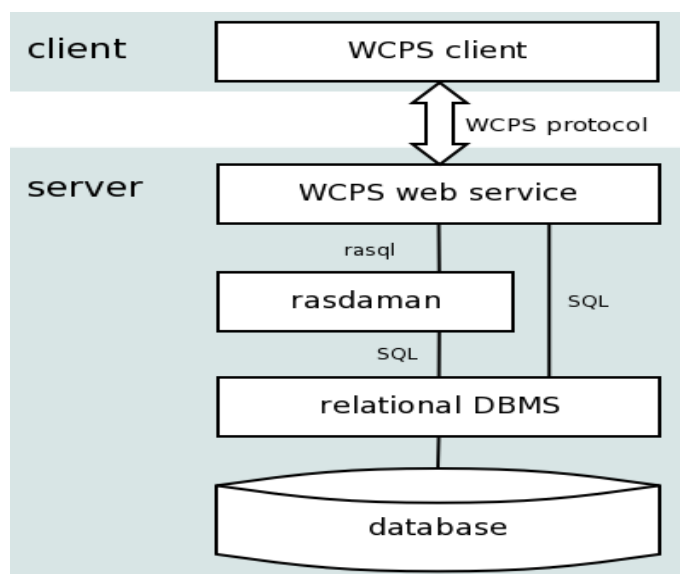 client
WCPS client
WCPS protocol
server
WCPS web service
rasql
rasdaman
SQL
SQL
relational DBMS
database